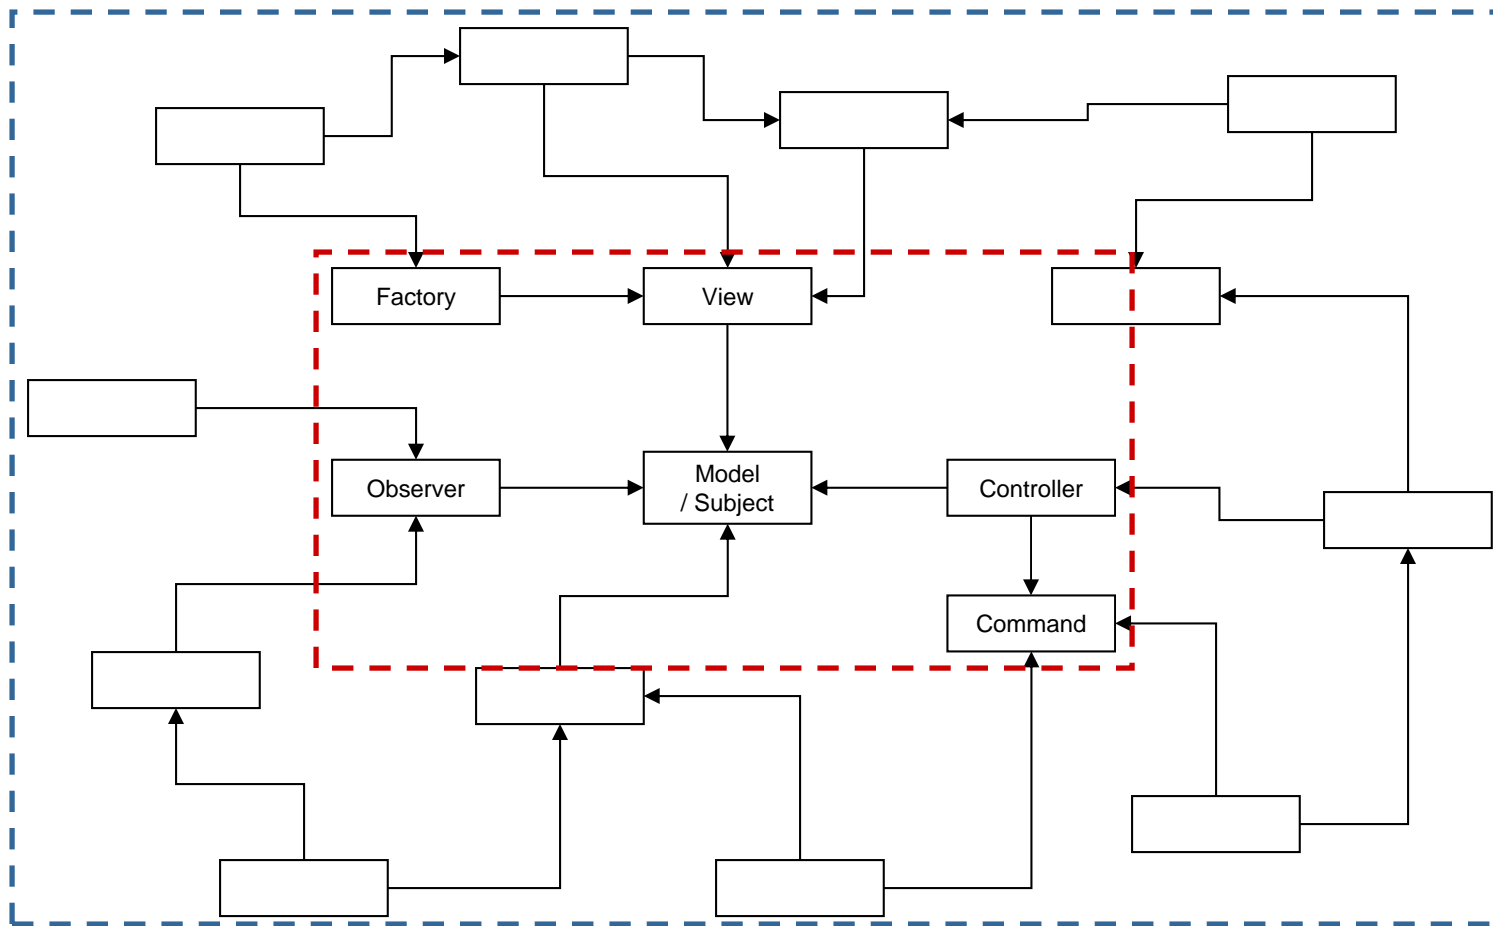 Factory
View
Observer
Model
/ Subject
Controller
Command